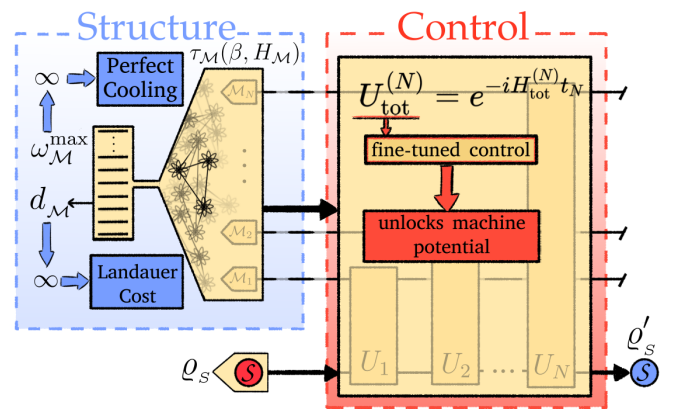 Structure
Control
τ_ℳ(β, H_ℳ)
∞
Perfect
Cooling
ω_ℳ^max
d_ℳ
∞
Landauer
Cost
ℳ_N
ℳ_2
ℳ_1
U_tot^(N) = e^{-iH_tot^(N) t_N}
fine-tuned control
unlocks machine
potential
U_1 U_2 ... U_N
ϱ_S
S
ϱ'_S
S